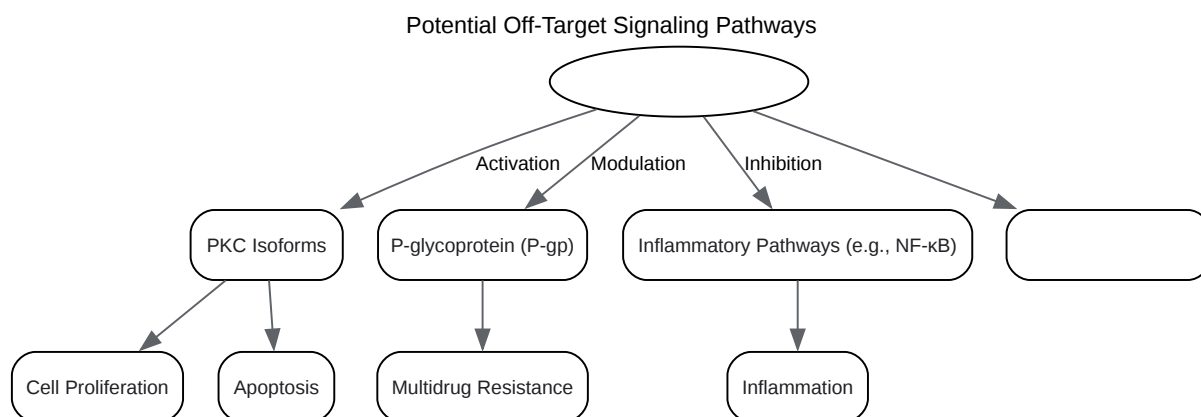 Potential Off-Target Signaling Pathways
Activation
Modulation
Inhibition
PKC Isoforms
P-glycoprotein (P-gp)
Inflammatory Pathways (e.g., NF-κB)
Cell Proliferation
Apoptosis
Multidrug Resistance
Inflammation